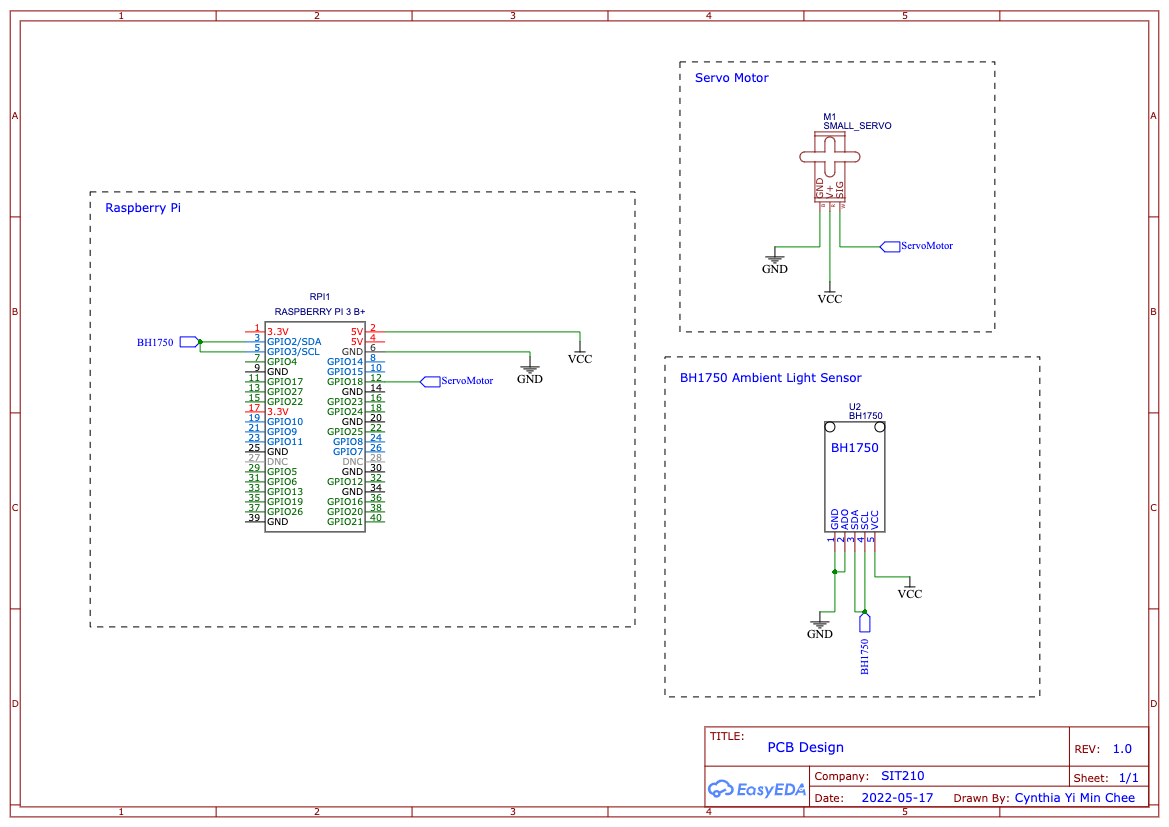 1 2 3 4 5
A
B
C
D
A
B
C
D
Servo Motor
M1
SMALL_SERVO
GND
V+
SIG
ServoMotor
GND
VCC
Raspberry Pi
RPI1
RASPBERRY PI 3 B+
BH1750
1 3.3V 5V 2
3 GPIO2/SDA 5V 4
5 GPIO3/SCL GND 6
7 GPIO4 GPIO14 8
9 GND GPIO15 10
11 GPIO17 GPIO18 12
13 GPIO27 GND 14
15 GPIO22 GPIO23 16
17 3.3V GPIO24 18
19 GPIO10 GND 20
21 GPIO9 GPIO25 22
23 GPIO11 GPIO8 24
25 GND GPIO7 26
27 DNC DNC 28
29 GPIO5 GND 30
31 GPIO6 GPIO12 32
33 GPIO13 GND 34
35 GPIO19 GPIO16 36
37 GPIO26 GPIO20 38
39 GND GPIO21 40
VCC
GND
ServoMotor
BH1750 Ambient Light Sensor
U2
BH1750
BH1750
GND
ADO
SDA
SCL
VCC
1 2 3 4 5
VCC
GND
BH1750
TITLE:
PCB Design
REV: 1.0
EasyEDA
Company: SIT210
Sheet: 1/1
Date: 2022-05-17 Drawn By: Cynthia Yi Min Chee
1 2 3 4 5